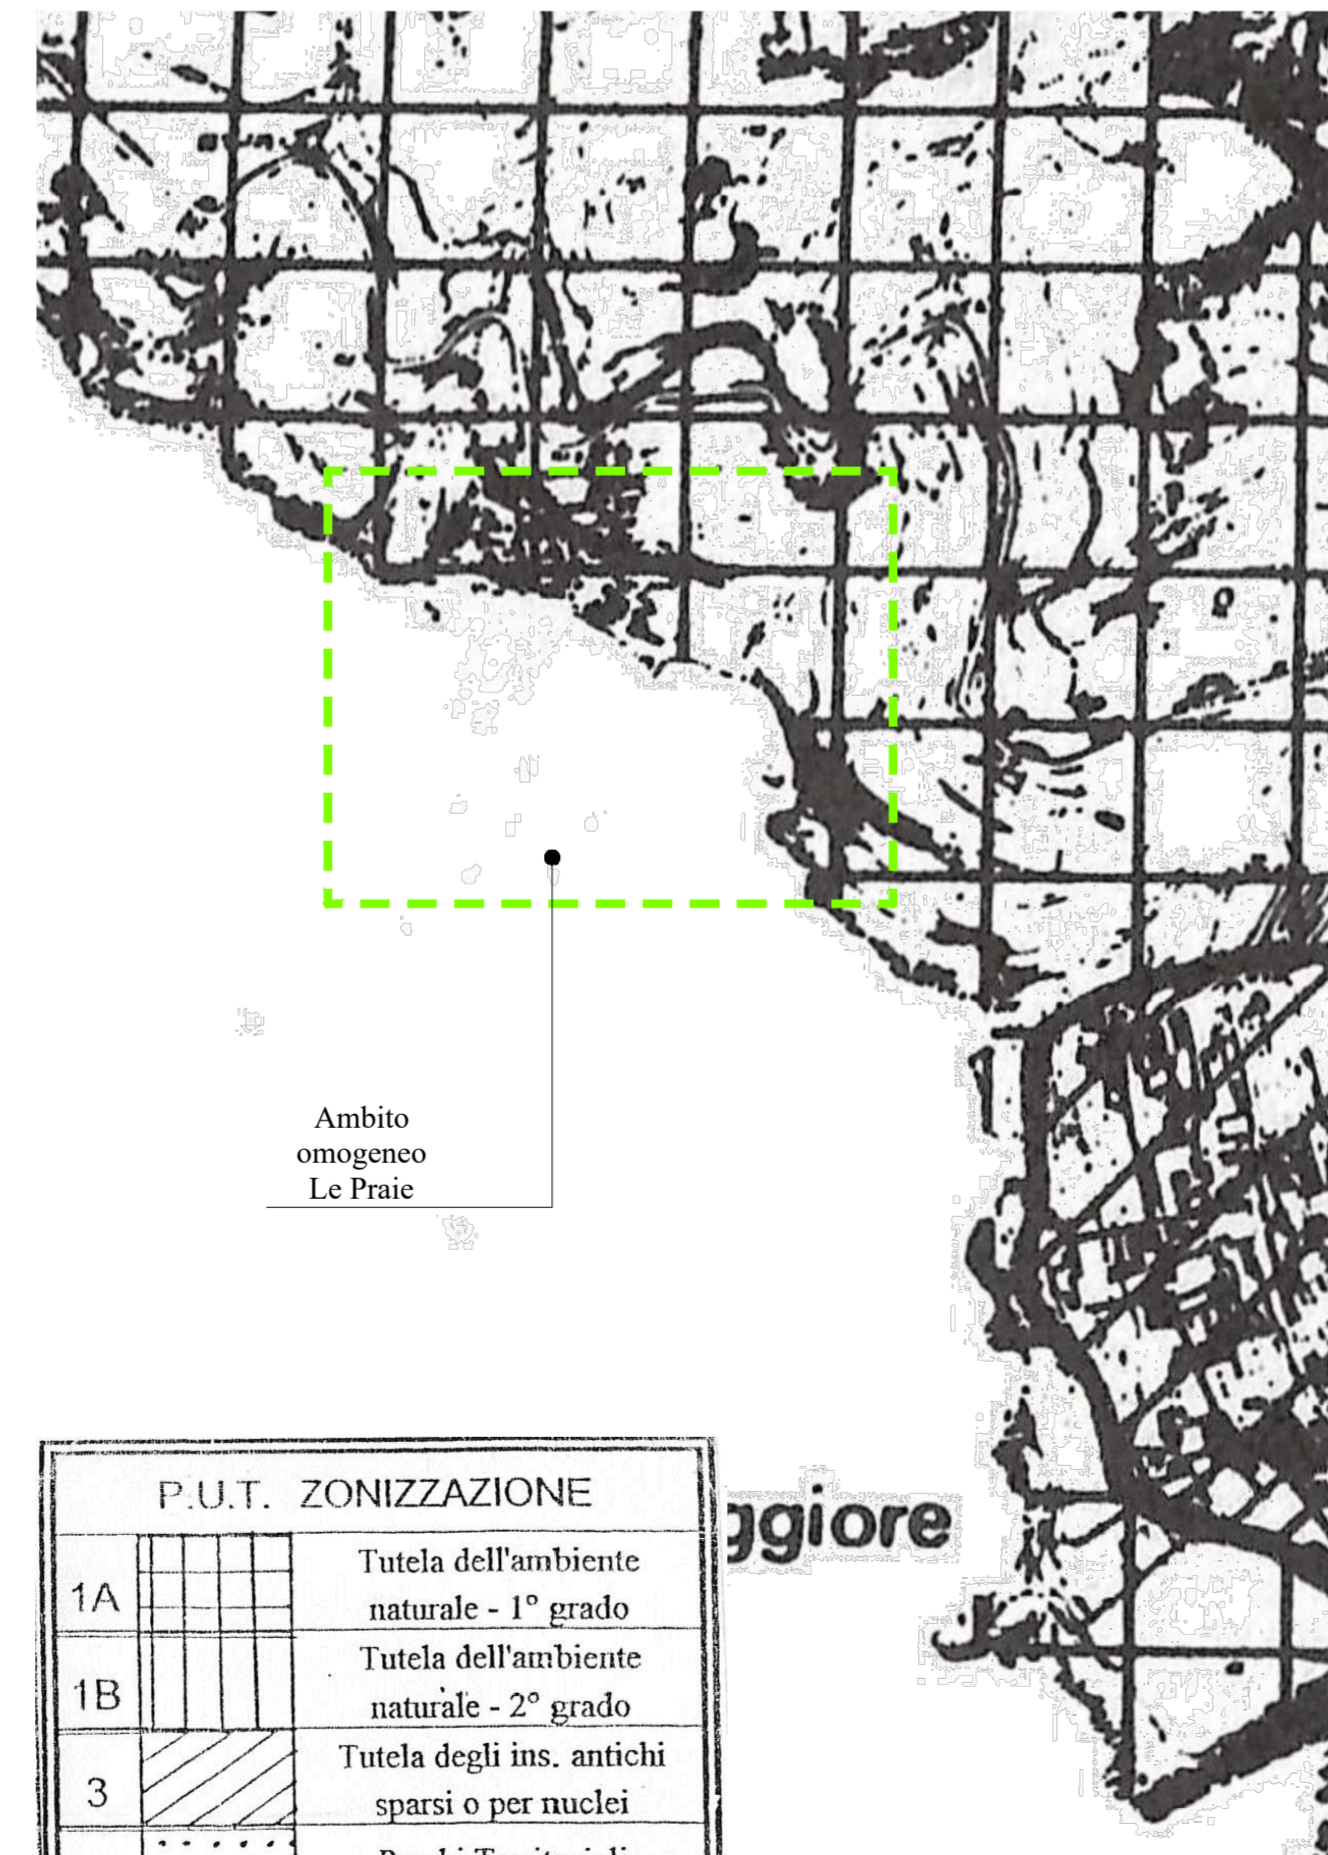 Ambito
omogeneo
Le Praie
ggiore
P.U.T. ZONIZZAZIONE
1A
Tutela dell'ambiente
naturale - 1° grado
1B
Tutela dell'ambiente
naturale - 2° grado
3
Tutela degli ins. antichi
sparsi o per nuclei